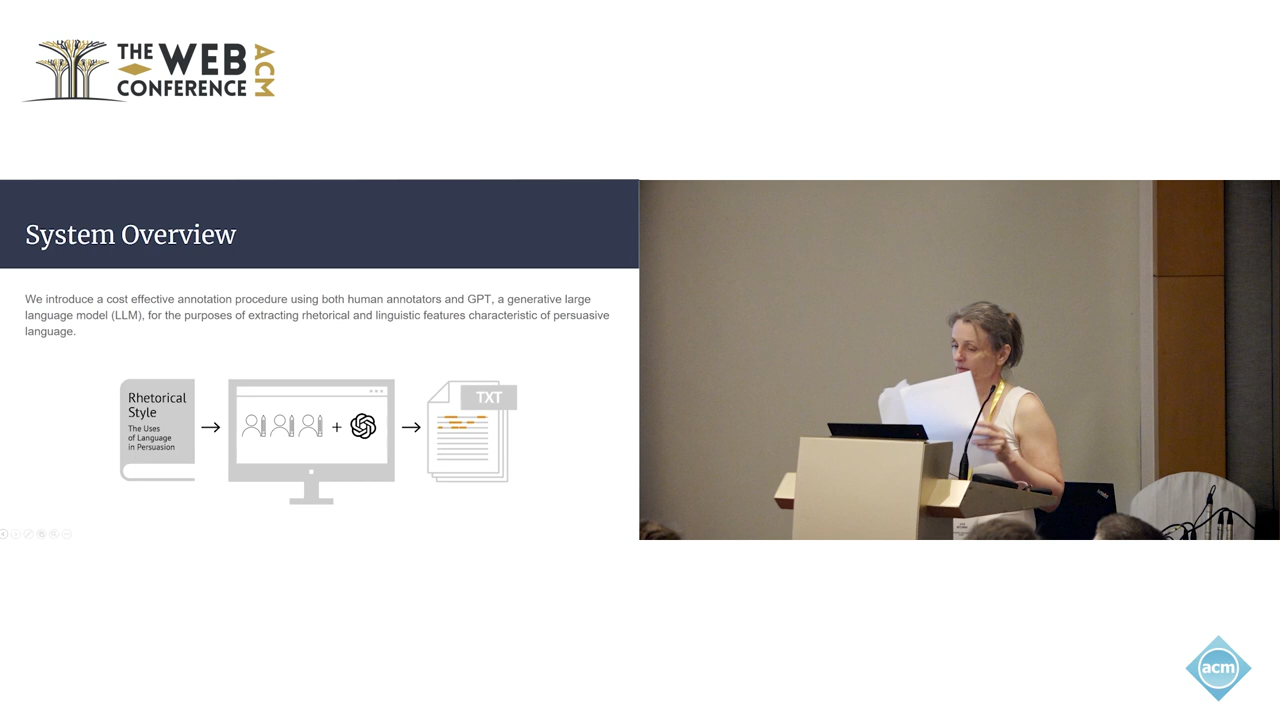 THE WEB
CONFERENCE
ACM
System Overview
We introduce a cost effective annotation procedure using both human annotators and GPT, a generative large
language model (LLM), for the purposes of extracting rhetorical and linguistic features characteristic of persuasive
language.
Rhetorical
Style
The Uses
of Language
in Persuasion
+
TXT
acm